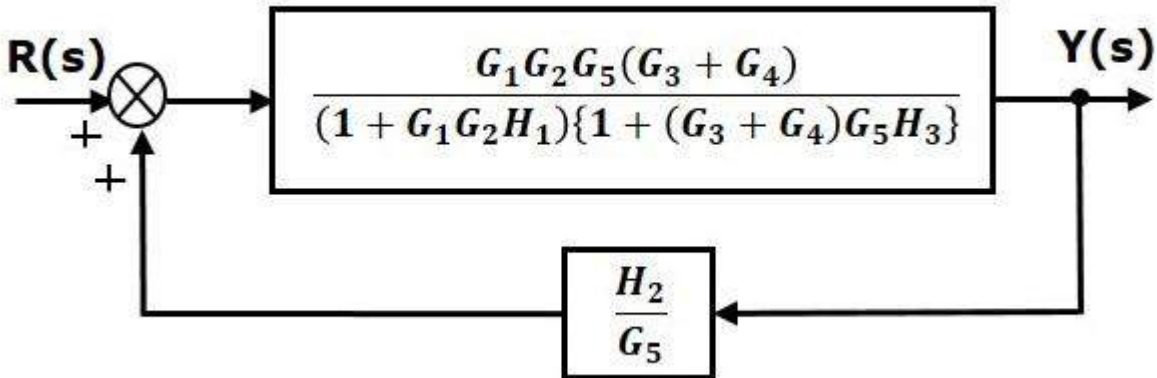 R(s)
+
+
G₁G₂G₅(G₃ + G₄)
(1 + G₁G₂H₁){1 + (G₃ + G₄)G₅H₃}
Y(s)
H₂
G₅